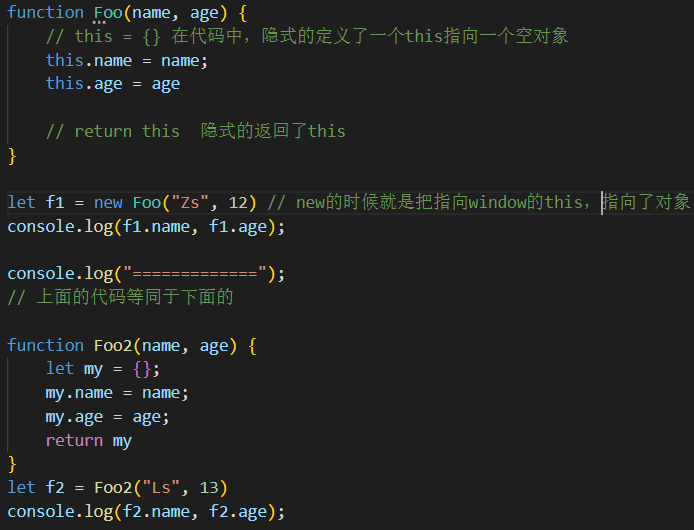 function Foo(name, age) {
    // this = {} 在代码中，隐式的定义了一个this指向一个空对象
    this.name = name;
    this.age = age

    // return this  隐式的返回了this
}

let f1 = new Foo("Zs", 12) // new的时候就是把指向window的this，指向了对象
console.log(f1.name, f1.age);

console.log("=============");
// 上面的代码等同于下面的

function Foo2(name, age) {
    let my = {};
    my.name = name;
    my.age = age;
    return my
}
let f2 = Foo2("Ls", 13)
console.log(f2.name, f2.age);